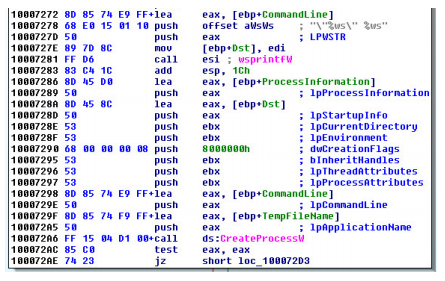 10007272 8D 85 74 E9 FF+lea eax, [ebp+CommandLine]
10007278 68 E0 15 01 10 push offset aWsWs ; "\"%ws\" %ws"
1000727D 50 push eax ; LPWSTR
1000727E 89 7D 8C mov [ebp+Dst], edi
10007281 FF D6 call esi ; wsprintfW
10007283 83 C4 1C add esp, 1Ch
10007286 8D 45 D0 lea eax, [ebp+ProcessInformation]
10007289 50 push eax ; lpProcessInformation
1000728A 8D 45 8C lea eax, [ebp+Dst]
1000728D 50 push eax ; lpStartupInfo
1000728E 53 push ebx ; lpCurrentDirectory
1000728F 53 push ebx ; lpEnvironment
10007290 68 00 00 00 08 push 8000000h ; dwCreationFlags
10007295 53 push ebx ; bInheritHandles
10007296 53 push ebx ; lpThreadAttributes
10007297 53 push ebx ; lpProcessAttributes
10007298 8D 85 74 E9 FF+lea eax, [ebp+CommandLine]
1000729E 50 push eax ; lpCommandLine
1000729F 8D 85 74 F9 FF+lea eax, [ebp+TempFileName]
100072A5 50 push eax ; lpApplicationName
100072A6 FF 15 04 D1 00+call ds:CreateProcessW
100072AC 85 C0 test eax, eax
100072AE 74 23 jz short loc_100072D3